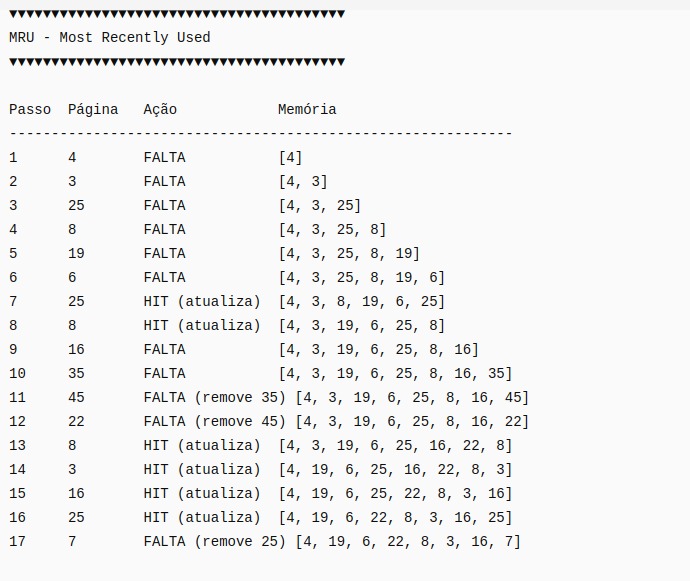 ▼▼▼▼▼▼▼▼▼▼▼▼▼▼▼▼▼▼▼▼▼▼▼▼▼▼▼▼▼▼▼▼▼▼▼▼▼▼▼▼
MRU - Most Recently Used
▼▼▼▼▼▼▼▼▼▼▼▼▼▼▼▼▼▼▼▼▼▼▼▼▼▼▼▼▼▼▼▼▼▼▼▼▼▼▼▼
Passo  Página   Ação            Memória
------------------------------------------------------------
1      4        FALTA           [4]
2      3        FALTA           [4, 3]
3      25       FALTA           [4, 3, 25]
4      8        FALTA           [4, 3, 25, 8]
5      19       FALTA           [4, 3, 25, 8, 19]
6      6        FALTA           [4, 3, 25, 8, 19, 6]
7      25       HIT (atualiza)  [4, 3, 8, 19, 6, 25]
8      8        HIT (atualiza)  [4, 3, 19, 6, 25, 8]
9      16       FALTA           [4, 3, 19, 6, 25, 8, 16]
10     35       FALTA           [4, 3, 19, 6, 25, 8, 16, 35]
11     45       FALTA (remove 35) [4, 3, 19, 6, 25, 8, 16, 45]
12     22       FALTA (remove 45) [4, 3, 19, 6, 25, 8, 16, 22]
13     8        HIT (atualiza)  [4, 3, 19, 6, 25, 16, 22, 8]
14     3        HIT (atualiza)  [4, 19, 6, 25, 16, 22, 8, 3]
15     16       HIT (atualiza)  [4, 19, 6, 25, 22, 8, 3, 16]
16     25       HIT (atualiza)  [4, 19, 6, 22, 8, 3, 16, 25]
17     7        FALTA (remove 25) [4, 19, 6, 22, 8, 3, 16, 7]